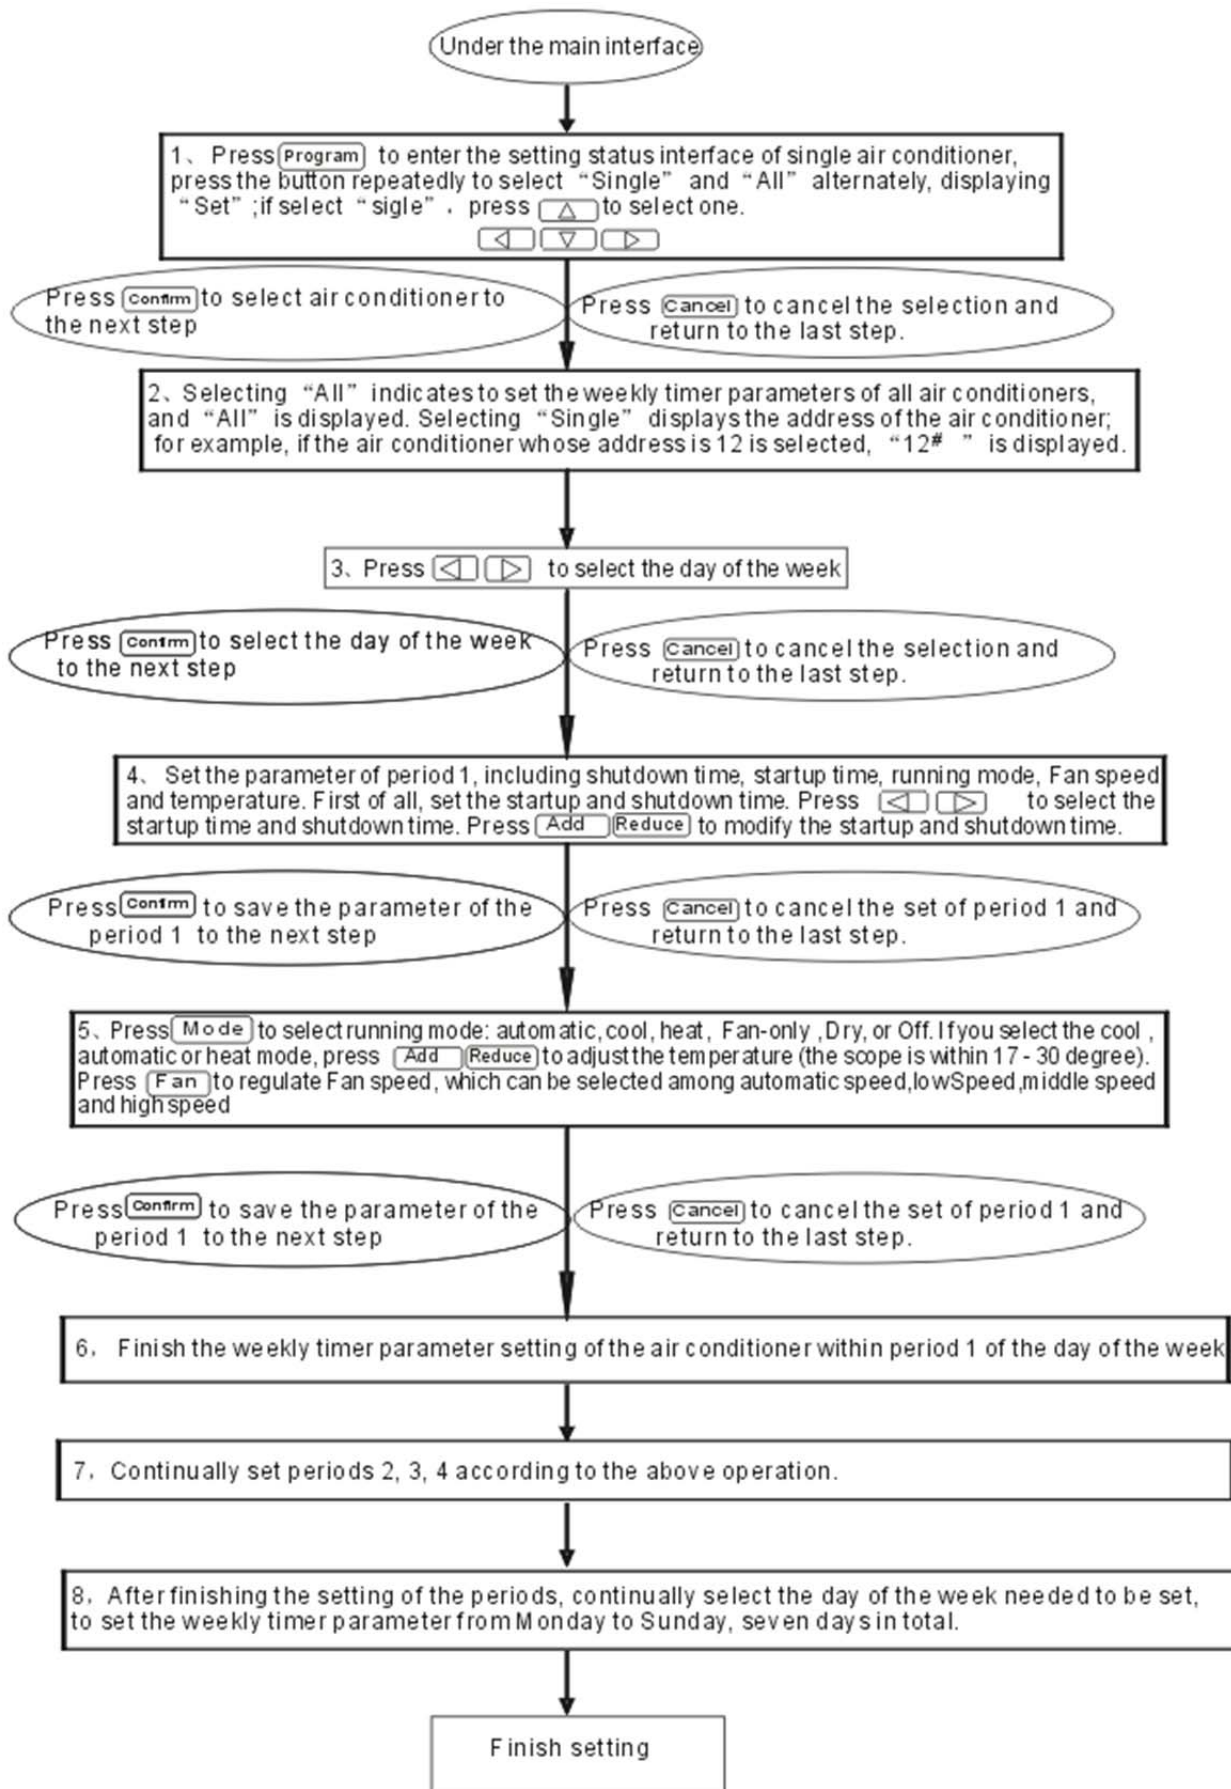 Under the main interface
1、 Press Program to enter the setting status interface of single air conditioner,
press the button repeatedly to select “Single” and “All” alternately, displaying
“Set” ;if select “sigle” , press △ to select one.
◁ ▽ ▷
Press Confirm to select air conditioner to
the next step
Press Cancel to cancel the selection and
return to the last step.
2、Selecting “All” indicates to set the weekly timer parameters of all air conditioners,
and “All” is displayed. Selecting “Single” displays the address of the air conditioner;
for example, if the air conditioner whose address is 12 is selected, “12# ” is displayed.
3、Press ◁ ▷ to select the day of the week
Press Confirm to select the day of the week
to the next step
Press Cancel to cancel the selection and
return to the last step.
4、 Set the parameter of period 1, including shutdown time, startup time, running mode, Fan speed
and temperature. First of all, set the startup and shutdown time. Press ◁ ▷ to select the
startup time and shutdown time. Press Add Reduce to modify the startup and shutdown time.
Press Confirm to save the parameter of the
period 1 to the next step
Press Cancel to cancel the set of period 1 and
return to the last step.
5、Press Mode to select running mode: automatic, cool, heat, Fan-only ,Dry, or Off. If you select the cool ,
automatic or heat mode, press Add Reduce to adjust the temperature (the scope is within 17 - 30 degree).
Press Fan to regulate Fan speed, which can be selected among automatic speed,lowSpeed,middle speed
and high speed
Press Confirm to save the parameter of the
period 1 to the next step
Press Cancel to cancel the set of period 1 and
return to the last step.
6, Finish the weekly timer parameter setting of the air conditioner within period 1 of the day of the week
7, Continually set periods 2, 3, 4 according to the above operation.
8, After finishing the setting of the periods, continually select the day of the week needed to be set,
to set the weekly timer parameter from Monday to Sunday, seven days in total.
Finish setting